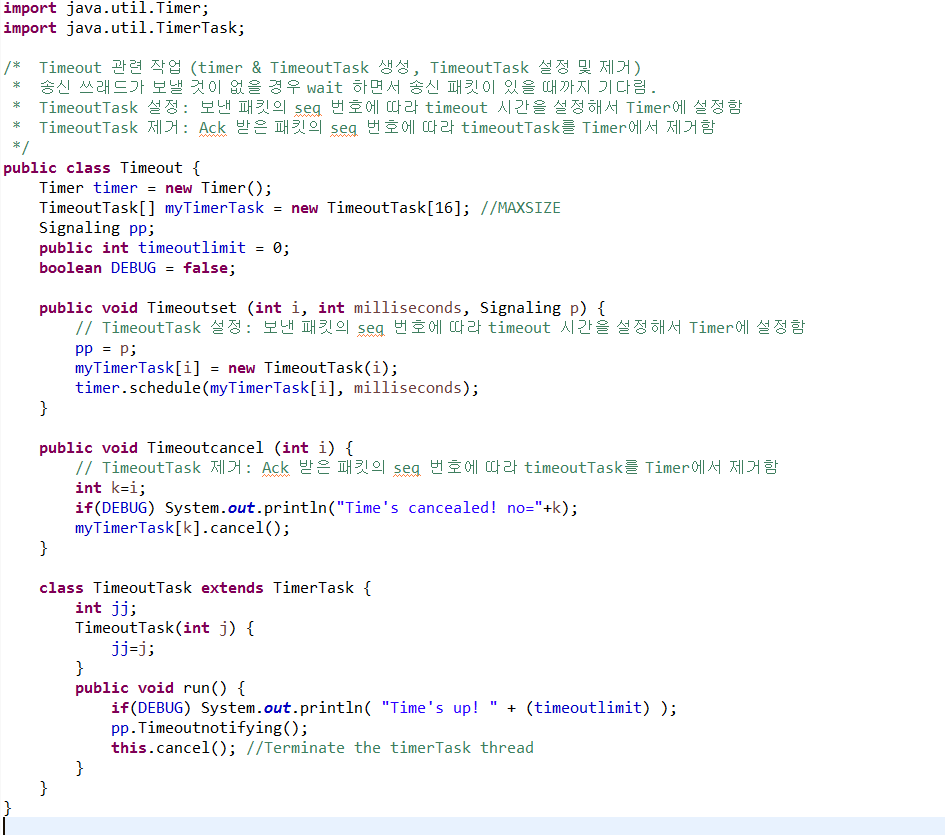 import java.util.Timer;
import java.util.TimerTask;
/*  Timeout 관련 작업 (timer & TimeoutTask 생성, TimeoutTask 설정 및 제거)
 *  송신 쓰래드가 보낼 것이 없을 경우 wait 하면서 송신 패킷이 있을 때까지 기다림.
 *  TimeoutTask 설정: 보낸 패킷의 seq 번호에 따라 timeout 시간을 설정해서 Timer에 설정함
 *  TimeoutTask 제거: Ack 받은 패킷의 seq 번호에 따라 timeoutTask를 Timer에서 제거함
 */
public class Timeout {
    Timer timer = new Timer();
    TimeoutTask[] myTimerTask = new TimeoutTask[16]; //MAXSIZE
    Signaling pp;
    public int timeoutlimit = 0;
    boolean DEBUG = false;
    public void Timeoutset (int i, int milliseconds, Signaling p) {
        // TimeoutTask 설정: 보낸 패킷의 seq 번호에 따라 timeout 시간을 설정해서 Timer에 설정함
        pp = p;
        myTimerTask[i] = new TimeoutTask(i);
        timer.schedule(myTimerTask[i], milliseconds);
    }
    public void Timeoutcancel (int i) {
        // TimeoutTask 제거: Ack 받은 패킷의 seq 번호에 따라 timeoutTask를 Timer에서 제거함
        int k=i;
        if(DEBUG) System.out.println("Time's cancealed! no="+k);
        myTimerTask[k].cancel();
    }
    class TimeoutTask extends TimerTask {
        int jj;
        TimeoutTask(int j) {
            jj=j;
        }
        public void run() {
            if(DEBUG) System.out.println( "Time's up! " + (timeoutlimit) );
            pp.Timeoutnotifying();
            this.cancel(); //Terminate the timerTask thread
        }
    }
}